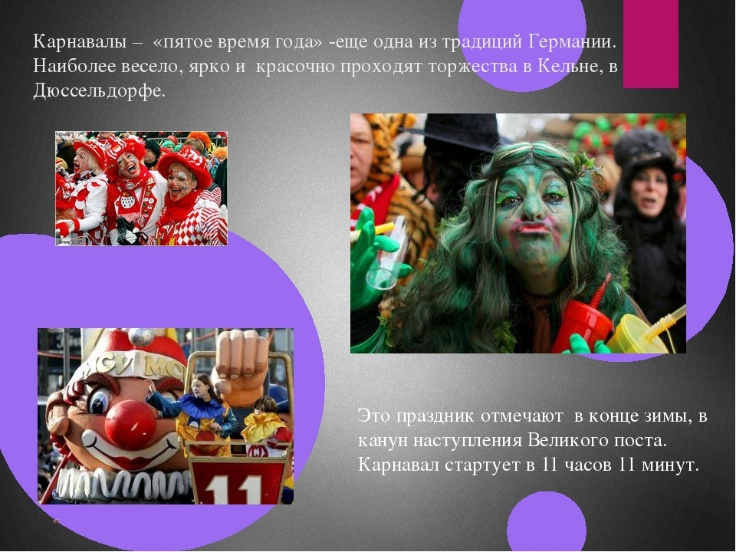 Карнавалы – «пятое время года» -еще одна из традиций Германии.
Наиболее весело, ярко и красочно проходят торжества в Кельне, в
Дюссельдорфе.
11
Это праздник отмечают в конце зимы, в
канун наступления Великого поста.
Карнавал стартует в 11 часов 11 минут.